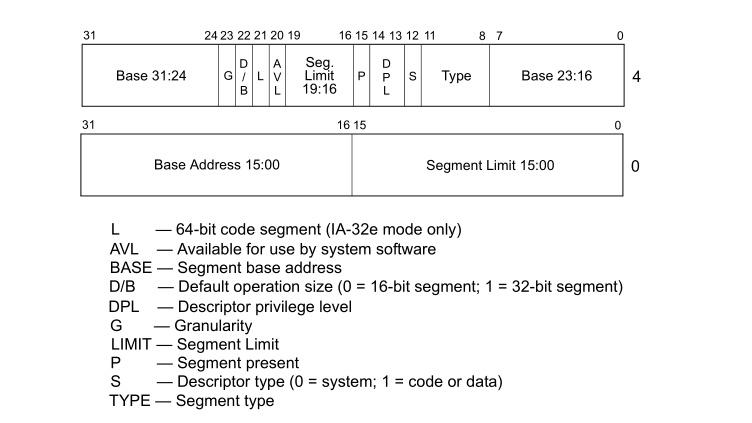 31 24 23 22 21 20 19 16 15 14 13 12 11 8 7 0
Base 31:24 G D/B L AVL Seg. Limit 19:16 P DPL S Type Base 23:16 4
31 16 15 0
Base Address 15:00 Segment Limit 15:00 0
L — 64-bit code segment (IA-32e mode only)
AVL — Available for use by system software
BASE — Segment base address
D/B — Default operation size (0 = 16-bit segment; 1 = 32-bit segment)
DPL — Descriptor privilege level
G — Granularity
LIMIT — Segment Limit
P — Segment present
S — Descriptor type (0 = system; 1 = code or data)
TYPE — Segment type